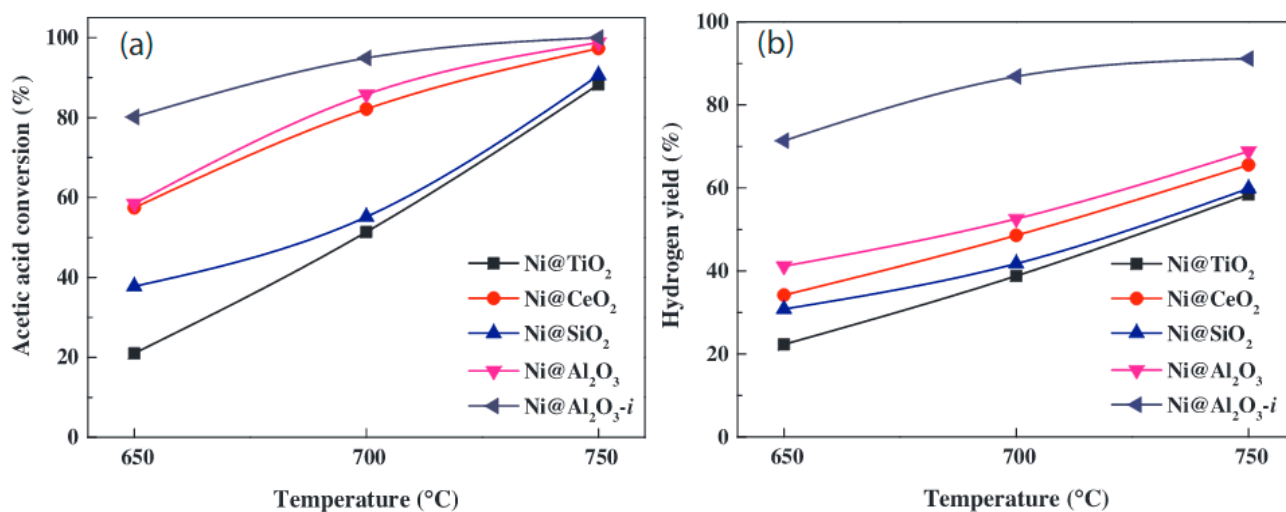 (a)
Acetic acid conversion (%)
100
80
60
40
20
0
Ni@TiO₂
Ni@CeO₂
Ni@SiO₂
Ni@Al₂O₃
Ni@Al₂O₃-i
650
700
750
Temperature (°C)
(b)
Hydrogen yield (%)
100
80
60
40
20
0
Ni@TiO₂
Ni@CeO₂
Ni@SiO₂
Ni@Al₂O₃
Ni@Al₂O₃-i
650
700
750
Temperature (°C)